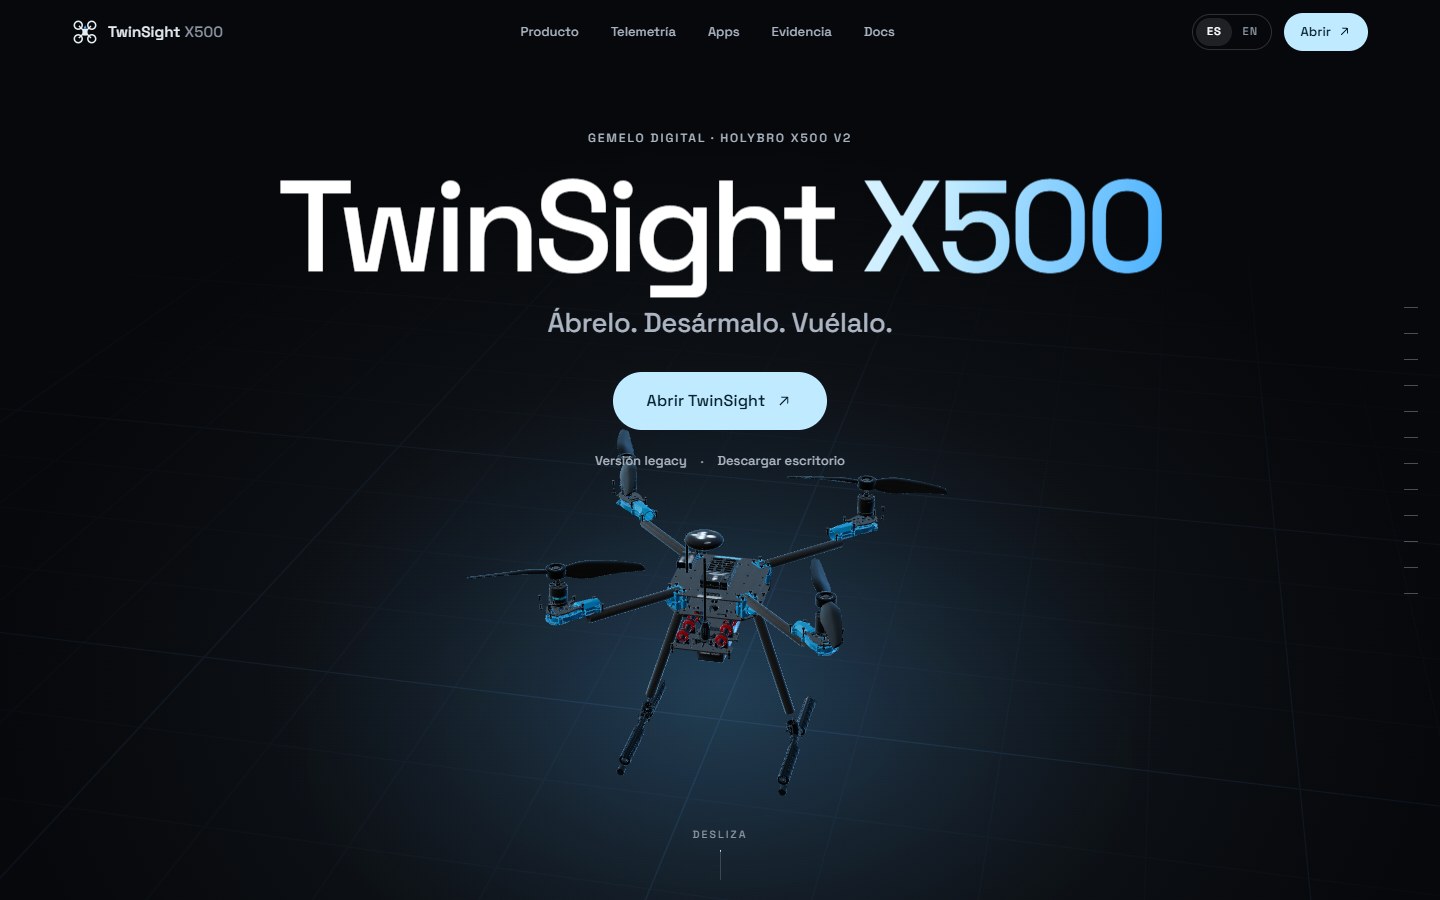 TwinSight X500
Producto Telemetría Apps Evidencia Docs
ES EN
Abrir
GEMELO DIGITAL · HOLYBRO X500 V2
TwinSight X500
Ábrelo. Desármalo. Vuélalo.
Abrir TwinSight
Versión legacy · Descargar escritorio
DESLIZA